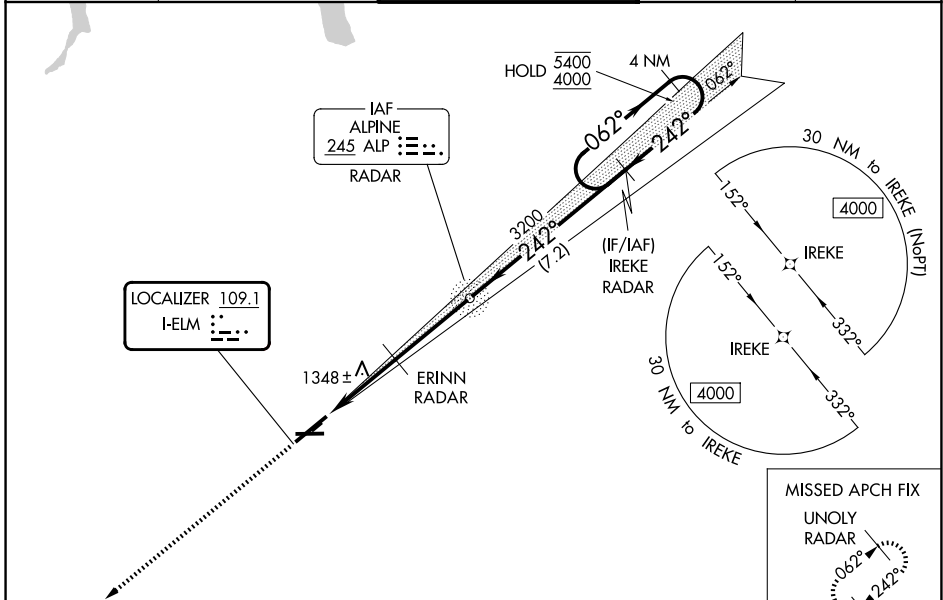 HOLD 5400
4000
4 NM
062°
062°
242°
IAF
ALPINE
245 ALP
RADAR
30 NM to IREKE (NoPT)
4000
152°
IREKE
332°
3200
242°
(7.2)
(IF/IAF)
IREKE
RADAR
152°
IREKE
332°
4000
30 NM to IREKE
LOCALIZER 109.1
I-ELM
1348±
ERINN
RADAR
MISSED APCH FIX
UNOLY
RADAR
062°
242°